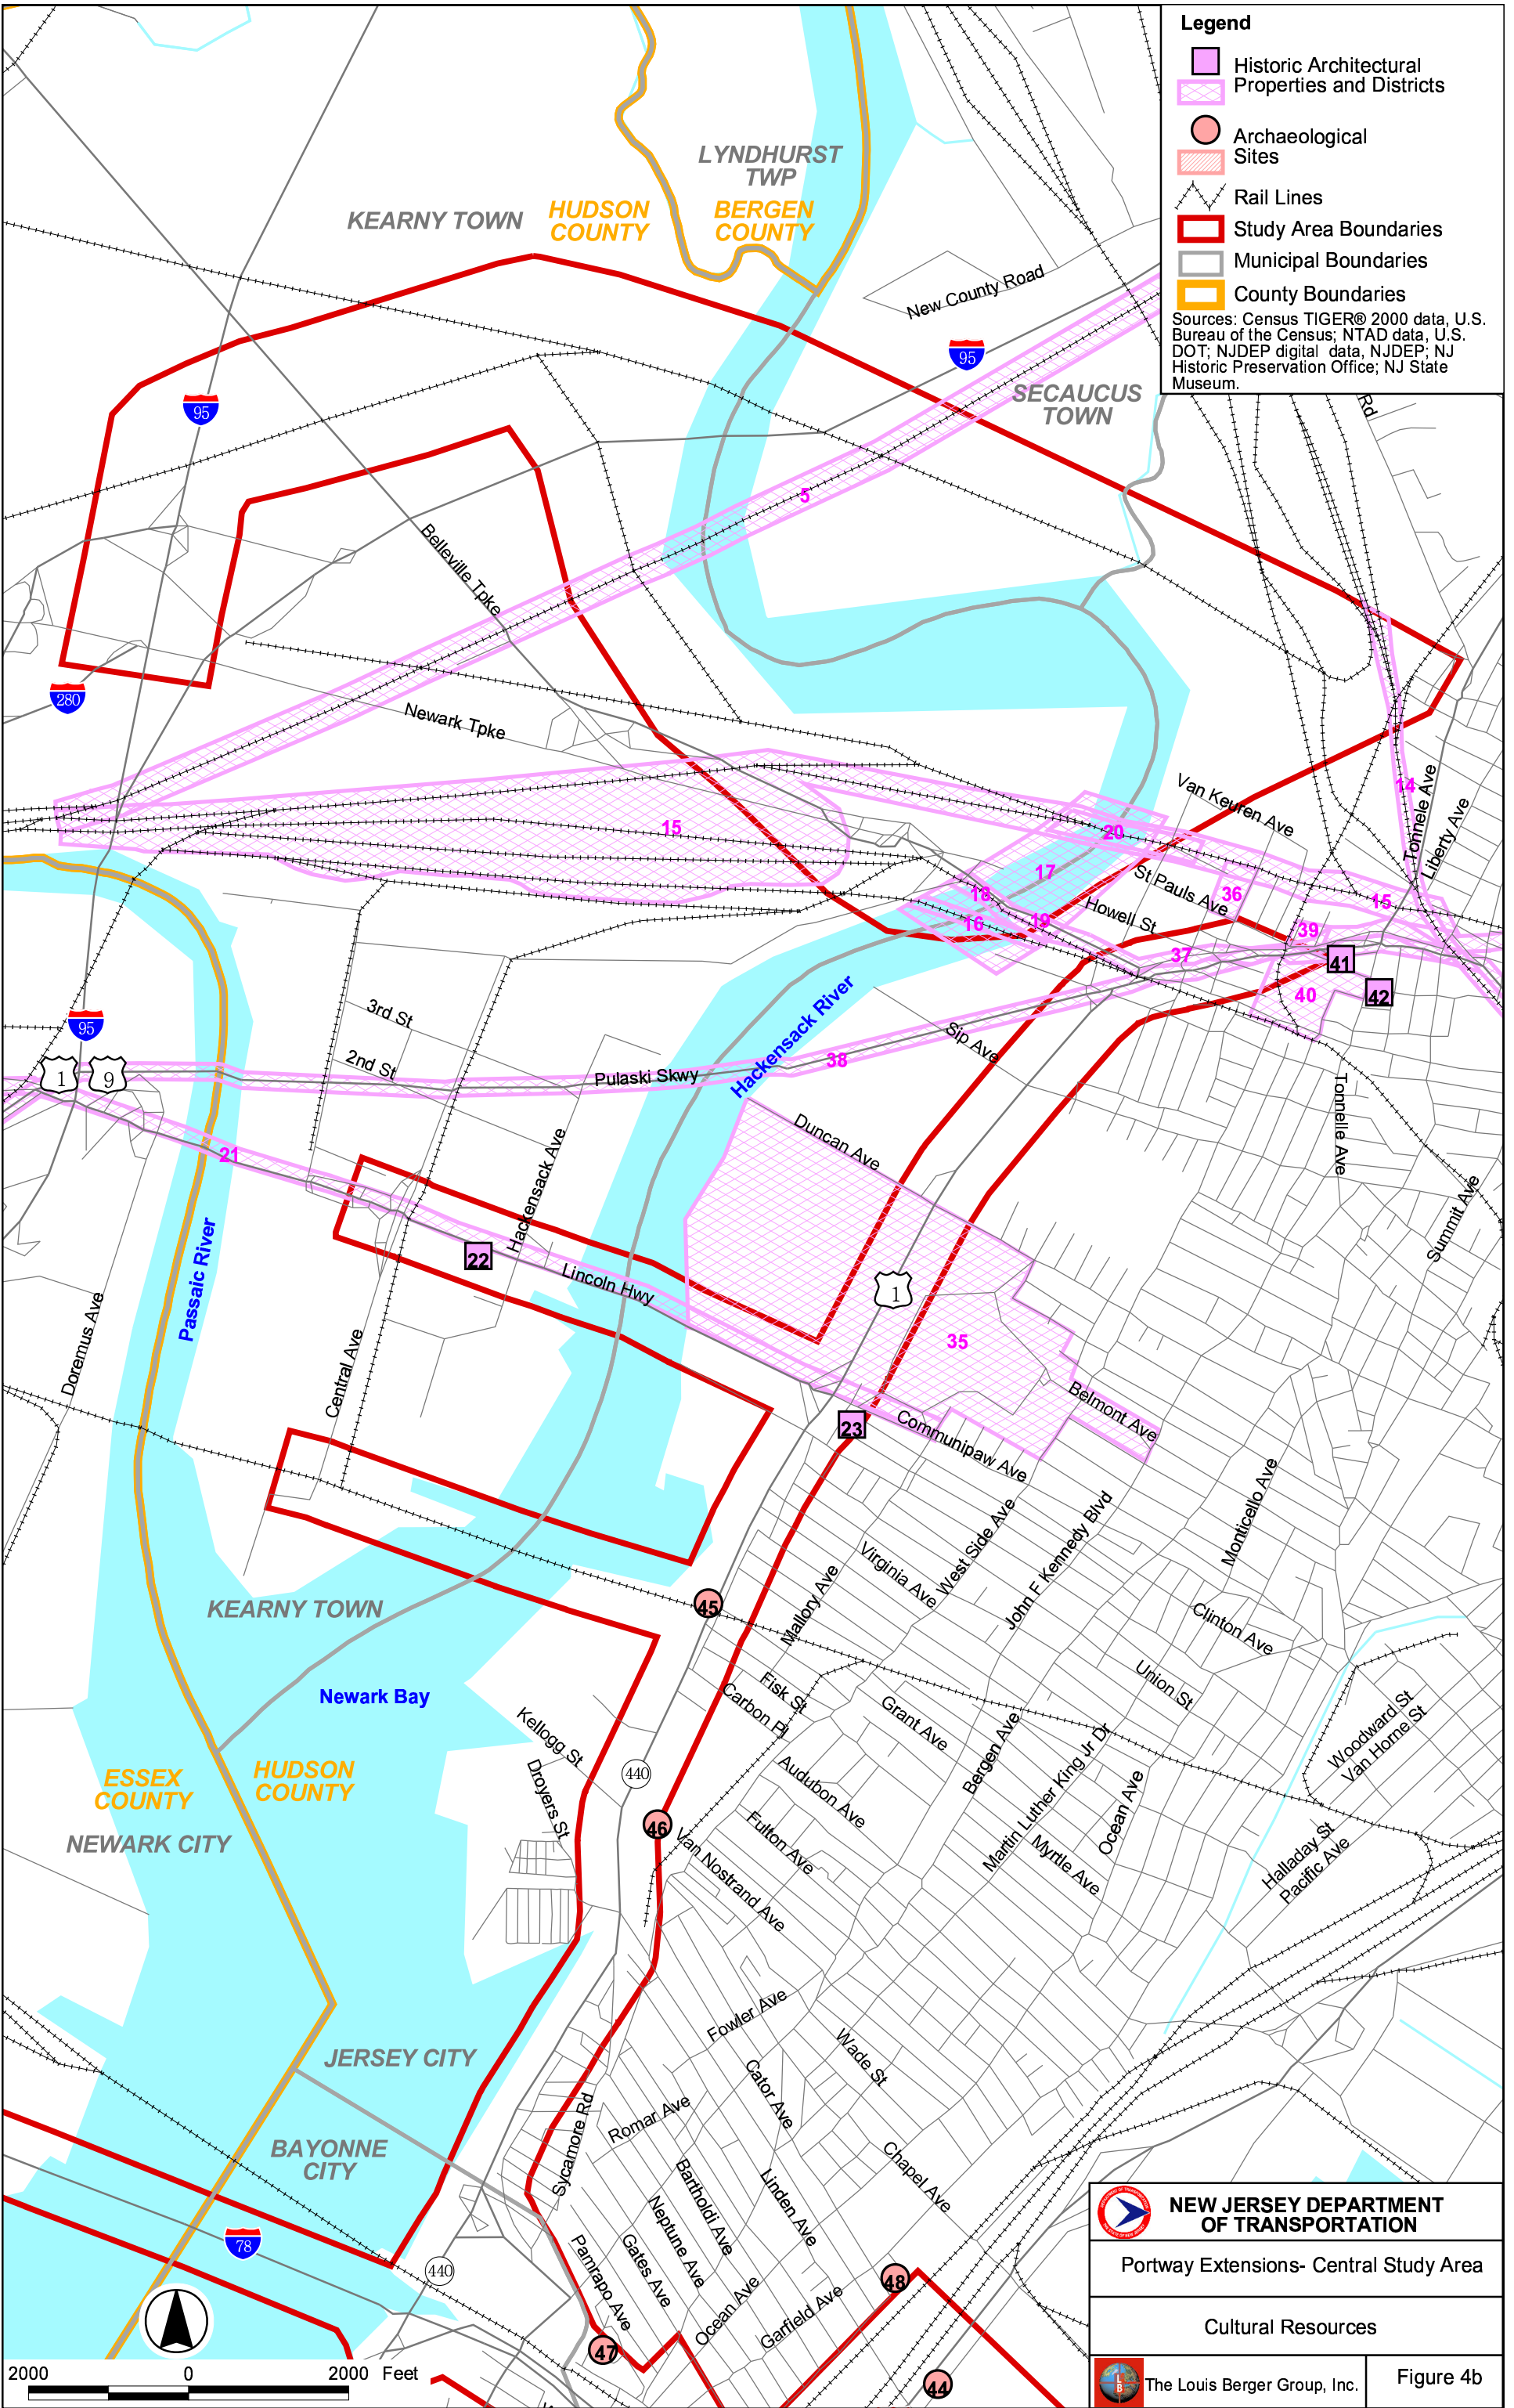 Legend
Historic Architectural
Properties and Districts
Archaeological
Sites
Rail Lines
Study Area Boundaries
Municipal Boundaries
County Boundaries
Sources: Census TIGER® 2000 data, U.S.
Bureau of the Census; NTAD data, U.S.
DOT; NJDEP digital data, NJDEP; NJ
Historic Preservation Office; NJ State
Museum.
LYNDHURST
TWP
KEARNY TOWN
HUDSON
COUNTY
BERGEN
COUNTY
New County Road
95
SECAUCUS
TOWN
Rd
95
5
Belleville Tpke
280
Newark Tpke
Van Keuren Ave
14
Tonnele Ave
Liberty Ave
15
20
17
18
16
19
St Pauls Ave
36
15
Howell St
39
37
41
40
42
Hackensack River
3rd St
2nd St
95
1
9
Pulaski Skwy
38
Sip Ave
Tonnelle Ave
Duncan Ave
21
Hackensack Ave
Summit Ave
22
Lincoln Hwy
1
Passaic River
Doremus Ave
Central Ave
35
Belmont Ave
23
Communipaw Ave
West Side Ave
John F Kennedy Blvd
Monticello Ave
Virginia Ave
Mallory Ave
45
Clinton Ave
KEARNY TOWN
Union St
Fisk St
Carbon Pl
Grant Ave
Newark Bay
Kellogg St
Droyers St
Bergen Ave
Martin Luther King Jr Dr
Woodward St
Van Horne St
440
ESSEX
COUNTY
HUDSON
COUNTY
Audubon Ave
Ocean Ave
NEWARK CITY
46
Fulton Ave
Van Nostrand Ave
Myrtle Ave
Halladay St
Pacific Ave
Fowler Ave
Wade St
JERSEY CITY
Cator Ave
Sycamore Rd
Romar Ave
BAYONNE
CITY
Bartholdi Ave
Linden Ave
Chapel Ave
Neptune Ave
Gates Ave
Pamrapo Ave
78
440
Ocean Ave
Garfield Ave
48
47
44
2000
0
2000 Feet
NEW JERSEY DEPARTMENT
OF TRANSPORTATION
Portway Extensions- Central Study Area
Cultural Resources
The Louis Berger Group, Inc.
Figure 4b